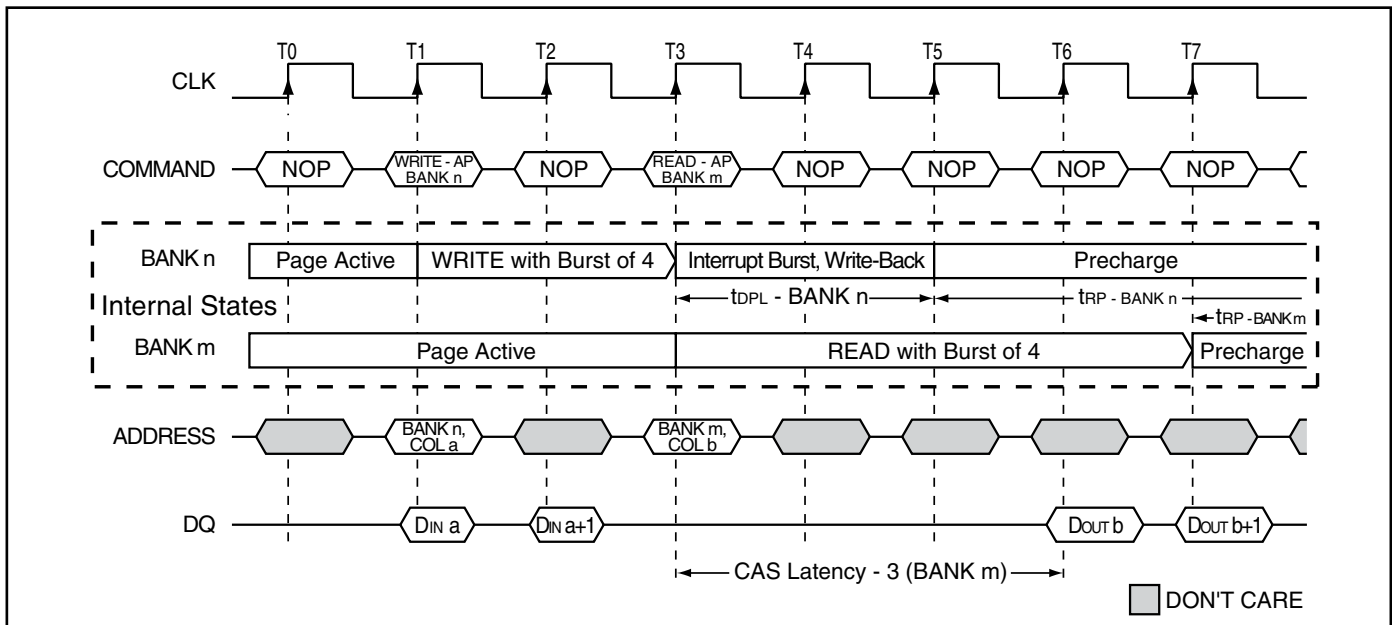 T0 T1 T2 T3 T4 T5 T6 T7
CLK
COMMAND NOP WRITE - AP BANK n NOP READ - AP BANK m NOP NOP NOP NOP
BANK n Page Active WRITE with Burst of 4 Interrupt Burst, Write-Back Precharge
Internal States tDPL - BANK n tRP - BANK n
tRP - BANK m
BANK m Page Active READ with Burst of 4 Precharge
ADDRESS BANK n, COL a BANK m, COL b
DQ DIN a DIN a+1 DOUT b DOUT b+1
CAS Latency - 3 (BANK m)
DON'T CARE